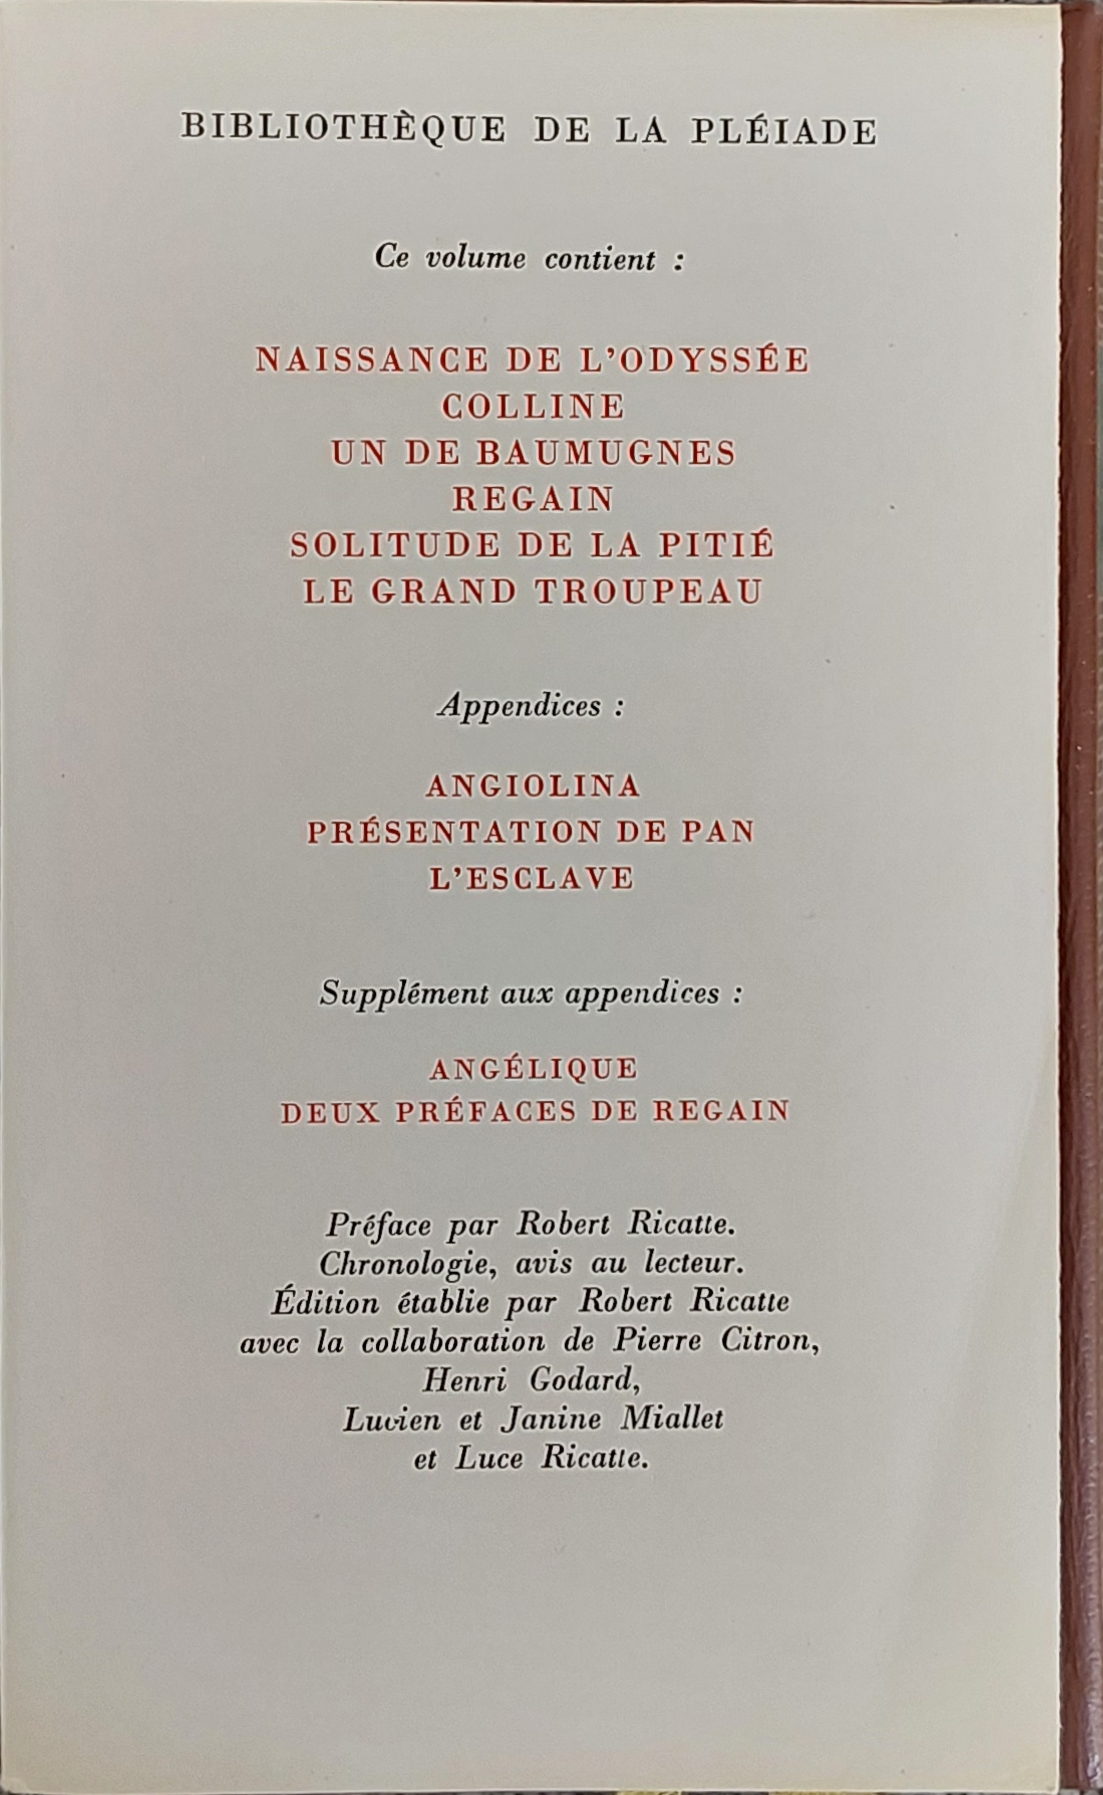 BIBLIOTHÈQUE DE LA PLÉIADE
Ce volume contient :
NAISSANCE DE L'ODYSSÉE
COLLINE
UN DE BAUMUGNES
REGAIN
SOLITUDE DE LA PITIÉ
LE GRAND TROUPEAU
Appendices :
ANGIOLINA
PRÉSENTATION DE PAN
L'ESCLAVE
Supplément aux appendices :
ANGÉLIQUE
DEUX PRÉFACES DE REGAIN
Préface par Robert Ricatte.
Chronologie, avis au lecteur.
Édition établie par Robert Ricatte
avec la collaboration de Pierre Citron,
Henri Godard,
Lucien et Janine Miallet
et Luce Ricatte.